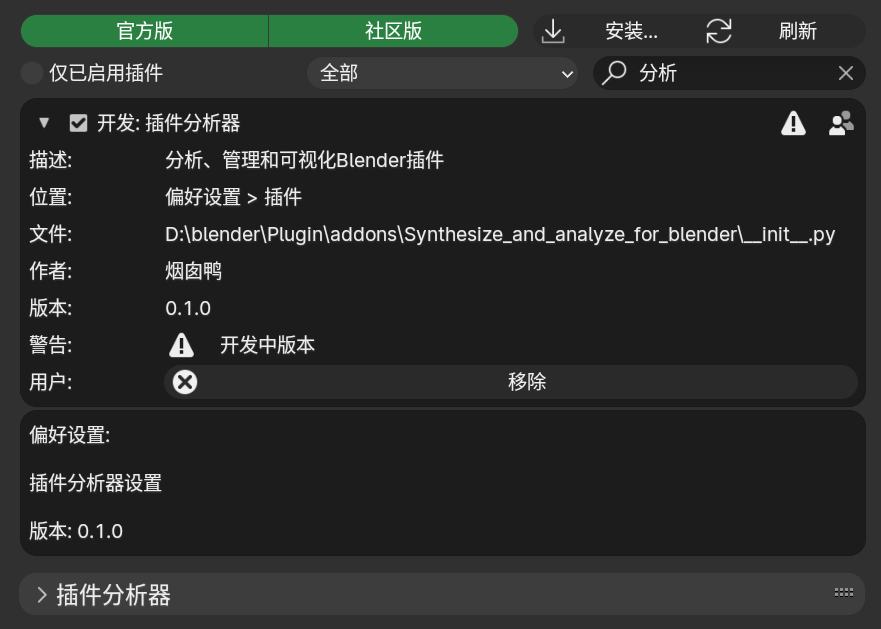 官方版 社区版 安装... 刷新
仅已启用插件 全部 分析
开发: 插件分析器
描述: 分析、管理和可视化Blender插件
位置: 偏好设置 > 插件
文件: D:\blender\Plugin\addons\Synthesize_and_analyze_for_blender\__init__.py
作者: 烟囱鸭
版本: 0.1.0
警告: 开发中版本
用户: 移除
偏好设置:
插件分析器设置
版本: 0.1.0
插件分析器